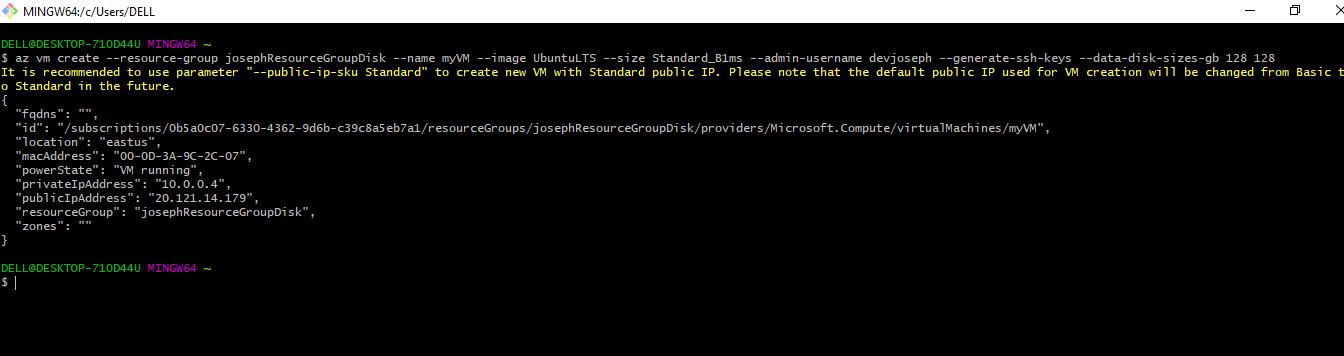 MINGW64:/c/Users/DELL
DELL@DESKTOP-71OD44U MINGW64 ~
$ az vm create --resource-group josephResourceGroupDisk --name myVM --image UbuntuLTS --size Standard_B1ms --admin-username devjoseph --generate-ssh-keys --data-disk-sizes-gb 128 128
It is recommended to use parameter "--public-ip-sku Standard" to create new VM with Standard public IP. Please note that the default public IP used for VM creation will be changed from Basic t
o Standard in the future.
{
  "fqdns": "",
  "id": "/subscriptions/0b5a0c07-6330-4362-9d6b-c39c8a5eb7a1/resourceGroups/josephResourceGroupDisk/providers/Microsoft.Compute/virtualMachines/myVM",
  "location": "eastus",
  "macAddress": "00-0D-3A-9C-2C-07",
  "powerState": "VM running",
  "privateIpAddress": "10.0.0.4",
  "publicIpAddress": "20.121.14.179",
  "resourceGroup": "josephResourceGroupDisk",
  "zones": ""
}
DELL@DESKTOP-71OD44U MINGW64 ~
$